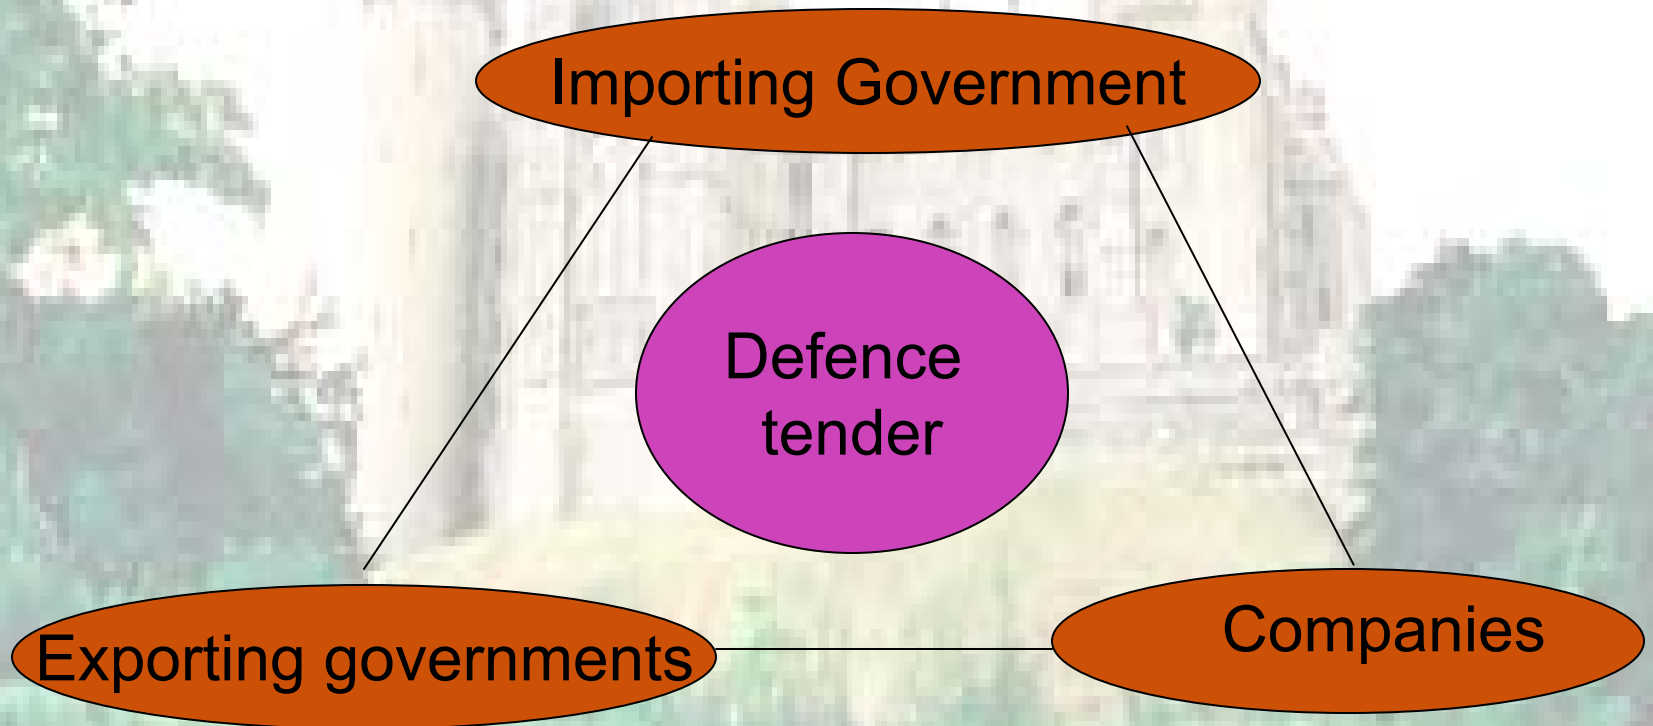 Importing Government
Defence
tender
Exporting governments
Companies